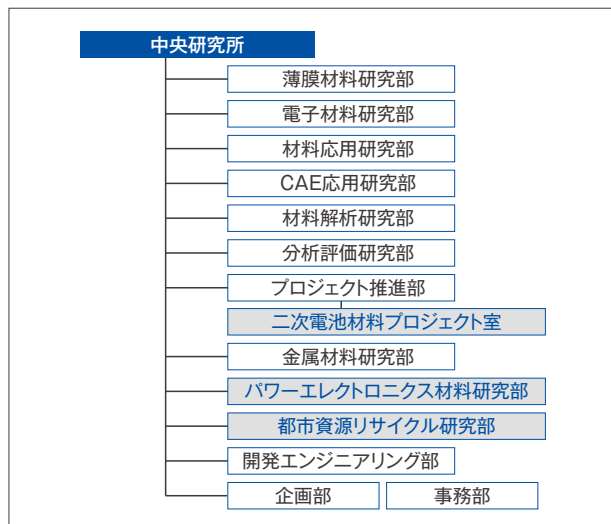 中央研究所
薄膜材料研究部
電子材料研究部
材料応用研究部
CAE応用研究部
材料解析研究部
分析評価研究部
プロジェクト推進部
二次電池材料プロジェクト室
金属材料研究部
パワーエレクトロニクス材料研究部
都市資源リサイクル研究部
開発エンジニアリング部
企画部 事務部